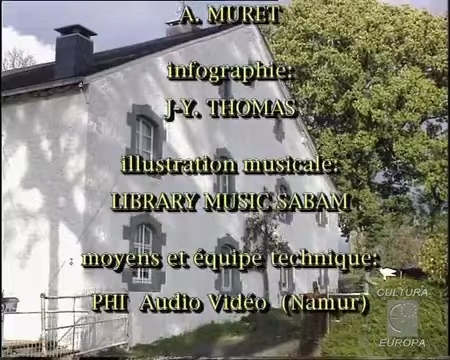 A. MURET
infographie:
J-Y. THOMAS
illustration musicale:
LIBRARY MUSIC SABAM
moyens et équipe technique:
PHI Audio Vidéo (Namur)
CULTURA
EUROPA